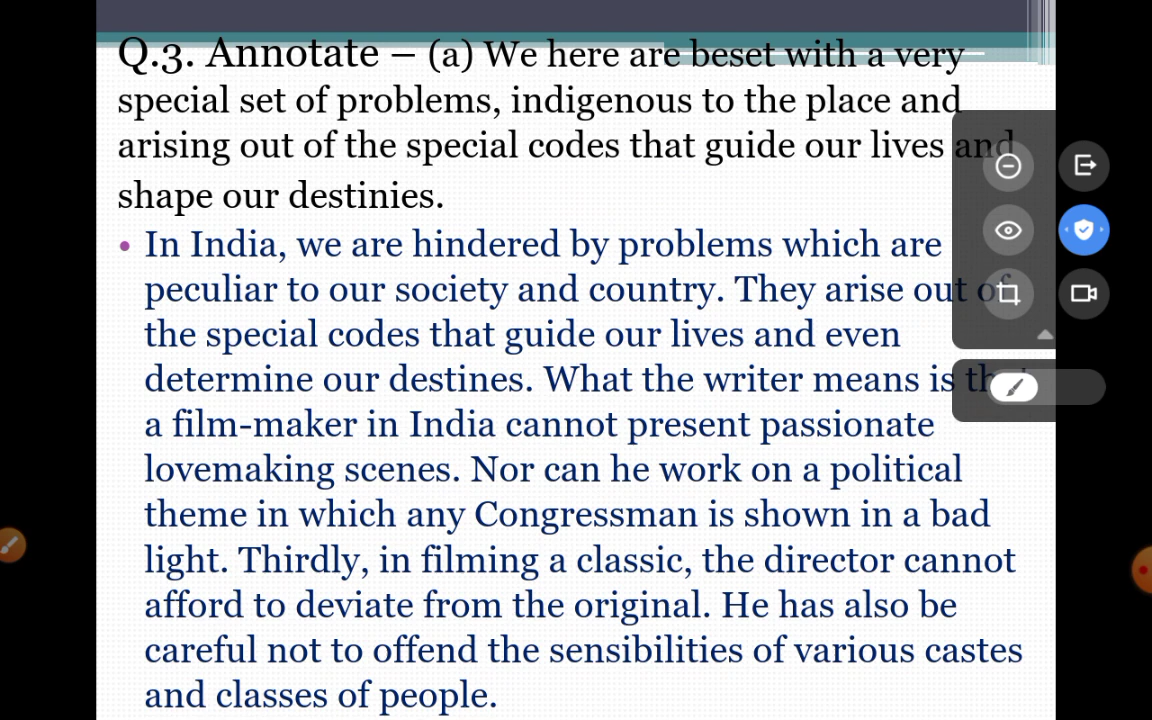 Q.3. Annotate – (a) We here are beset with a very
special set of problems, indigenous to the place and
arising out of the special codes that guide our lives and
shape our destinies.
• In India, we are hindered by problems which are
peculiar to our society and country. They arise out of
the special codes that guide our lives and even
determine our destines. What the writer means is that
a film-maker in India cannot present passionate
lovemaking scenes. Nor can he work on a political
theme in which any Congressman is shown in a bad
light. Thirdly, in filming a classic, the director cannot
afford to deviate from the original. He has also be
careful not to offend the sensibilities of various castes
and classes of people.